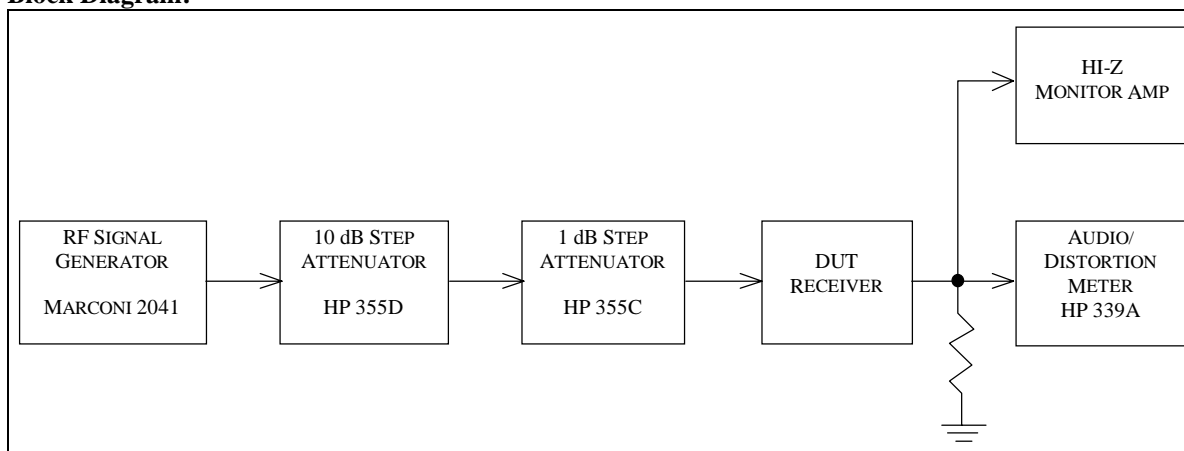 Block Diagram:
HI-Z
MONITOR AMP
RF SIGNAL
GENERATOR
MARCONI 2041
10 dB STEP
ATTENUATOR
HP 355D
1 dB STEP
ATTENUATOR
HP 355C
DUT
RECEIVER
AUDIO/
DISTORTION
METER
HP 339A